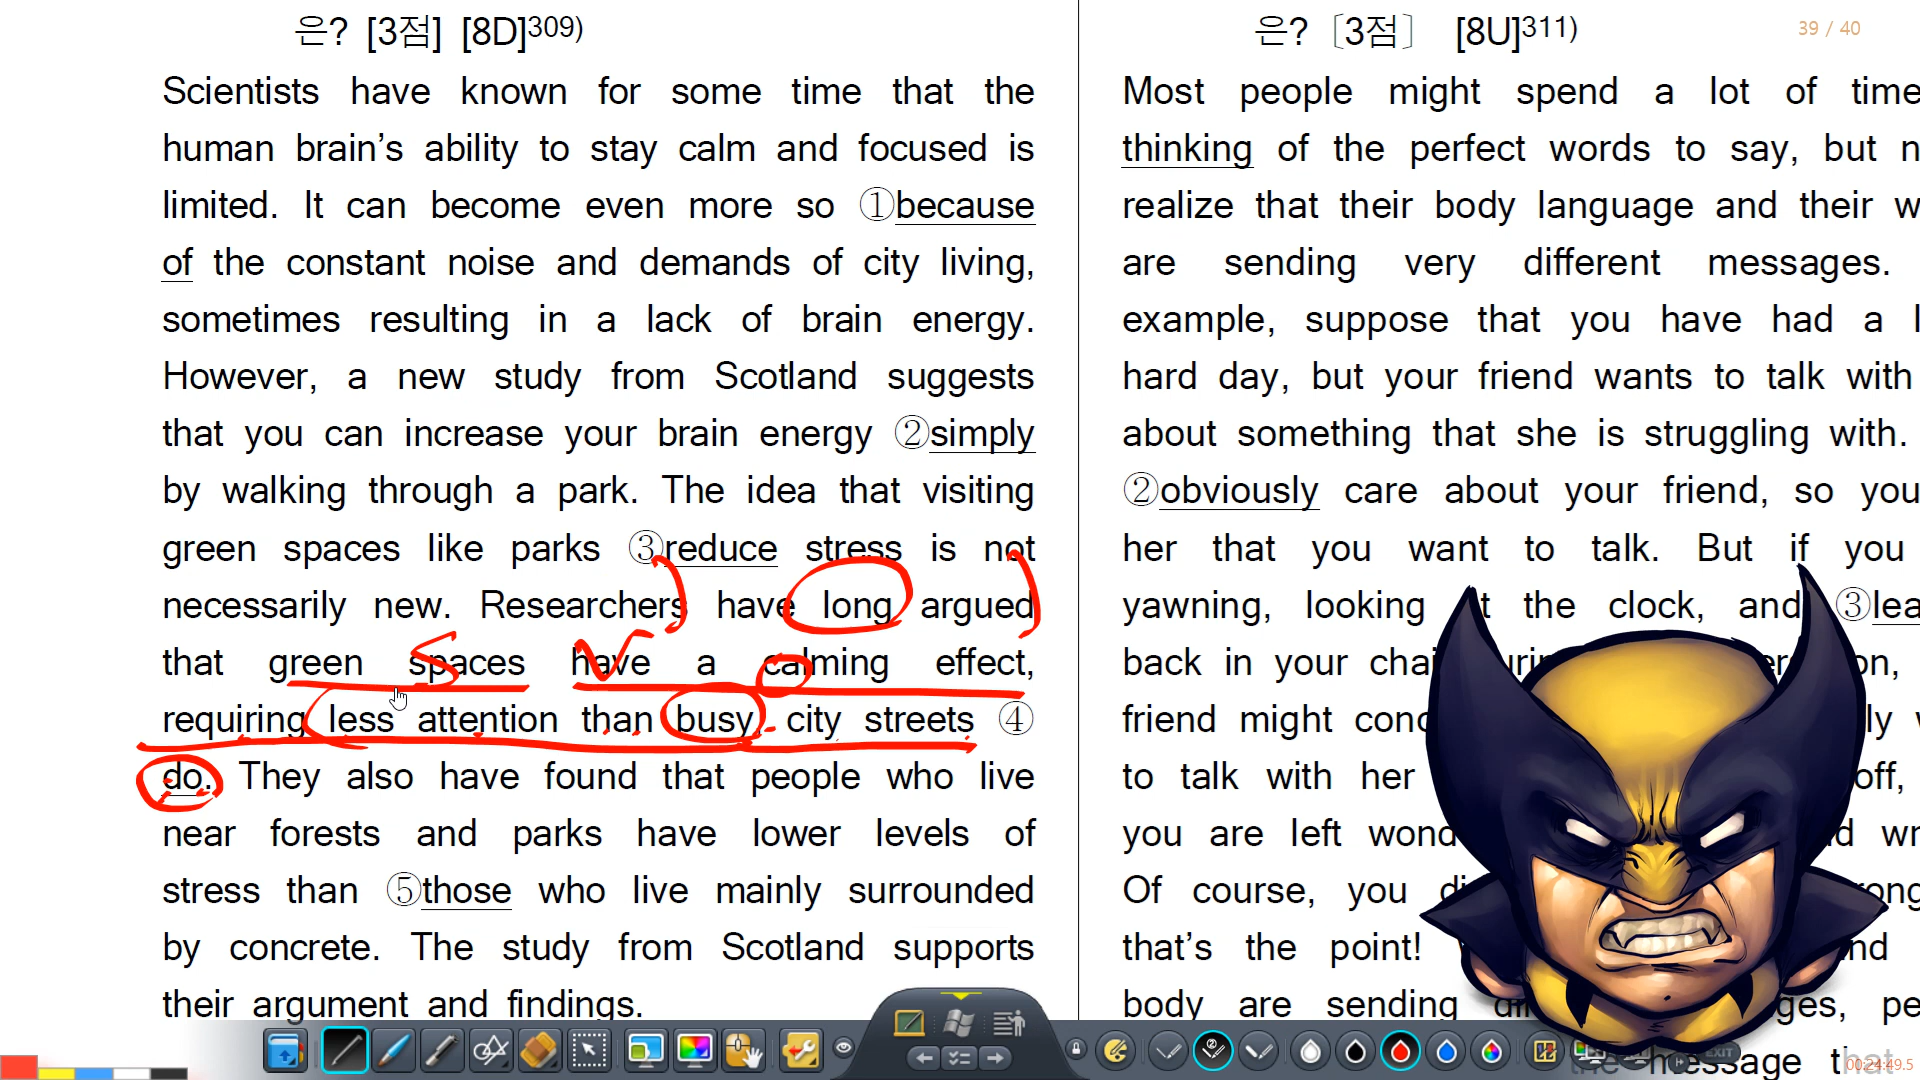 은? [3점] [8D]309)
Scientists have known for some time that the
human brain’s ability to stay calm and focused is
limited. It can become even more so ①because
of the constant noise and demands of city living,
sometimes resulting in a lack of brain energy.
However, a new study from Scotland suggests
that you can increase your brain energy ②simply
by walking through a park. The idea that visiting
green spaces like parks ③reduce stress is not
necessarily new. Researchers have long argued
that green spaces have a calming effect,
requiring less attention than busy city streets ④
do. They also have found that people who live
near forests and parks have lower levels of
stress than ⑤those who live mainly surrounded
by concrete. The study from Scotland supports
their argument and findings.
은? [3점] [8U]311)
39 / 40
Most people might spend a lot of time
thinking of the perfect words to say, but
realize that their body language and their
are sending very different messages.
example, suppose that you have had a
hard day, but your friend wants to talk with
about something that she is struggling with.
②obviously care about your friend, so you
her that you want to talk. But if you
yawning, looking the clock, and ③
back in your
friend might
to talk with her off,
you are left
Of course, you
that’s the point!
body are sending
message
EXIT
00:24:49.5